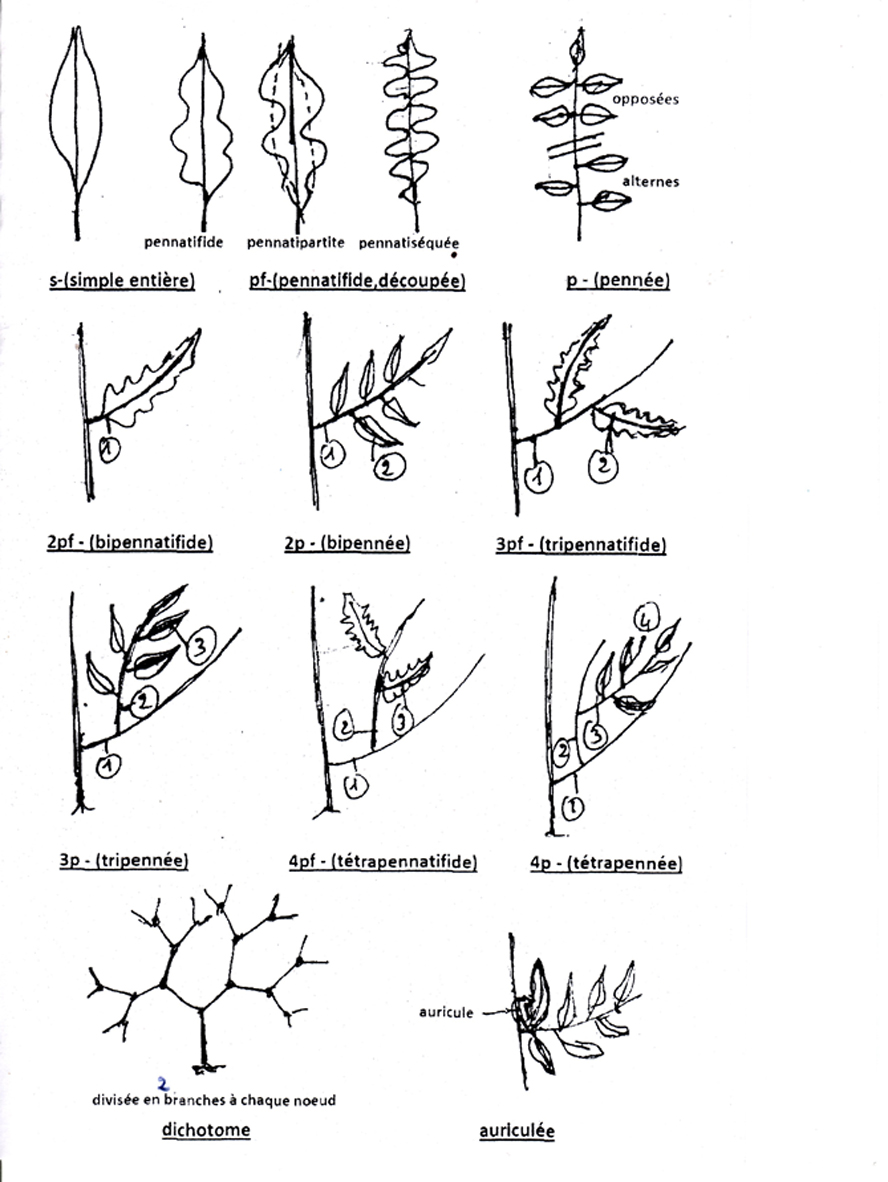 opposées
alternes
pennatifide pennatipartite pennatiséquée
s-(simple entière) pf-(pennatifide,découpée) p - (pennée)
1
1 2
1 2
2pf - (bipennatifide) 2p - (bipennée) 3pf - (tripennatifide)
3
2
1
2 3
1
4
2 3
1
3p - (tripennée) 4pf - (tétrapennatifide) 4p - (tétrapennée)
auricule
2
divisée en branches à chaque noeud
dichotome auriculée